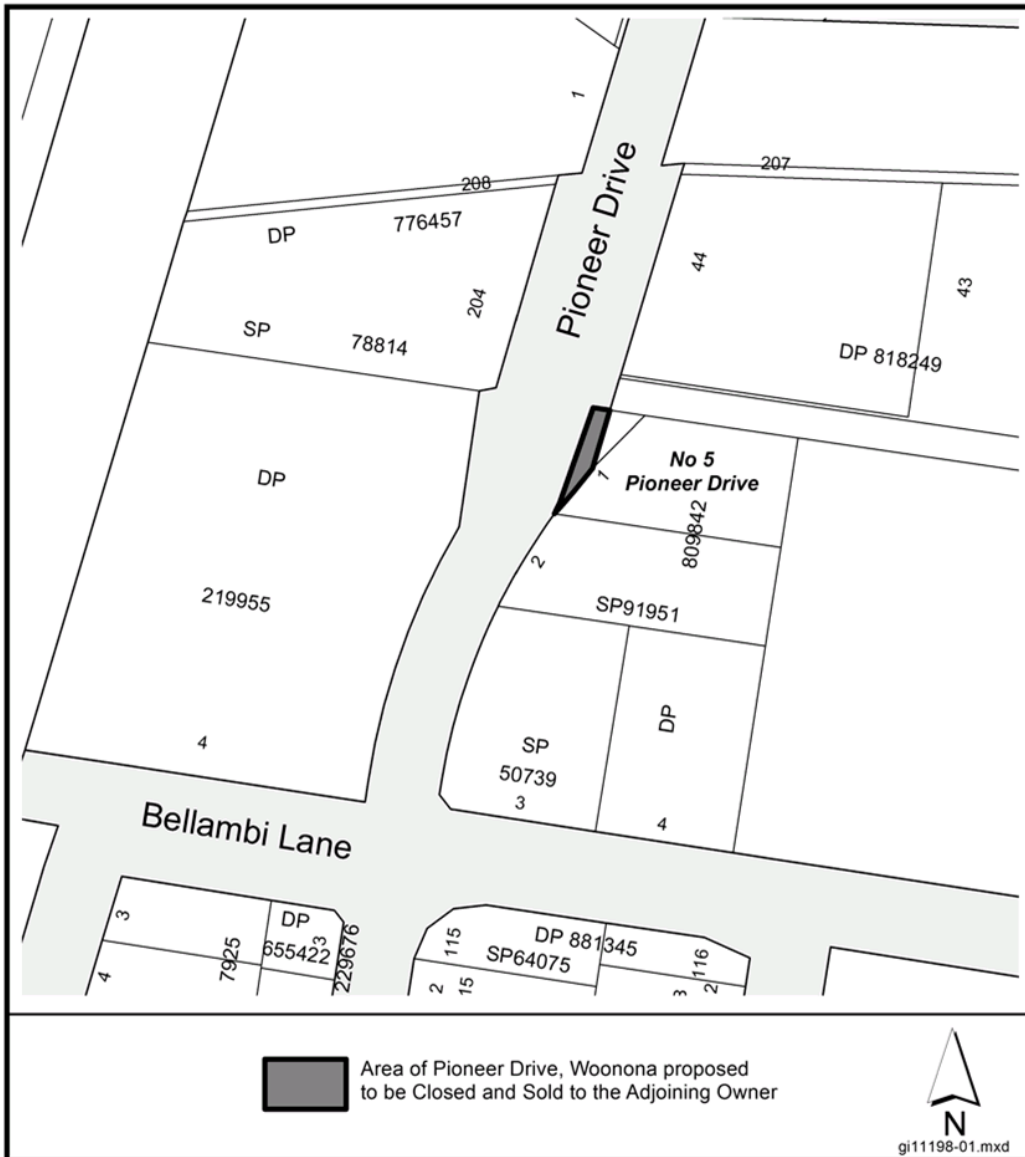 1
Pioneer Drive
208
207
DP
776457
44
43
204
SP
78814
DP 818249
DP
No 5
Pioneer Drive
1
809842
2
219955
SP91951
DP
4
SP
50739
3
4
Bellambi Lane
3
DP
655422
3
7925
229676
4
115
DP 881345
SP64075
116
2
15
2
Area of Pioneer Drive, Woonona proposed
to be Closed and Sold to the Adjoining Owner
N
gi11198-01.mxd